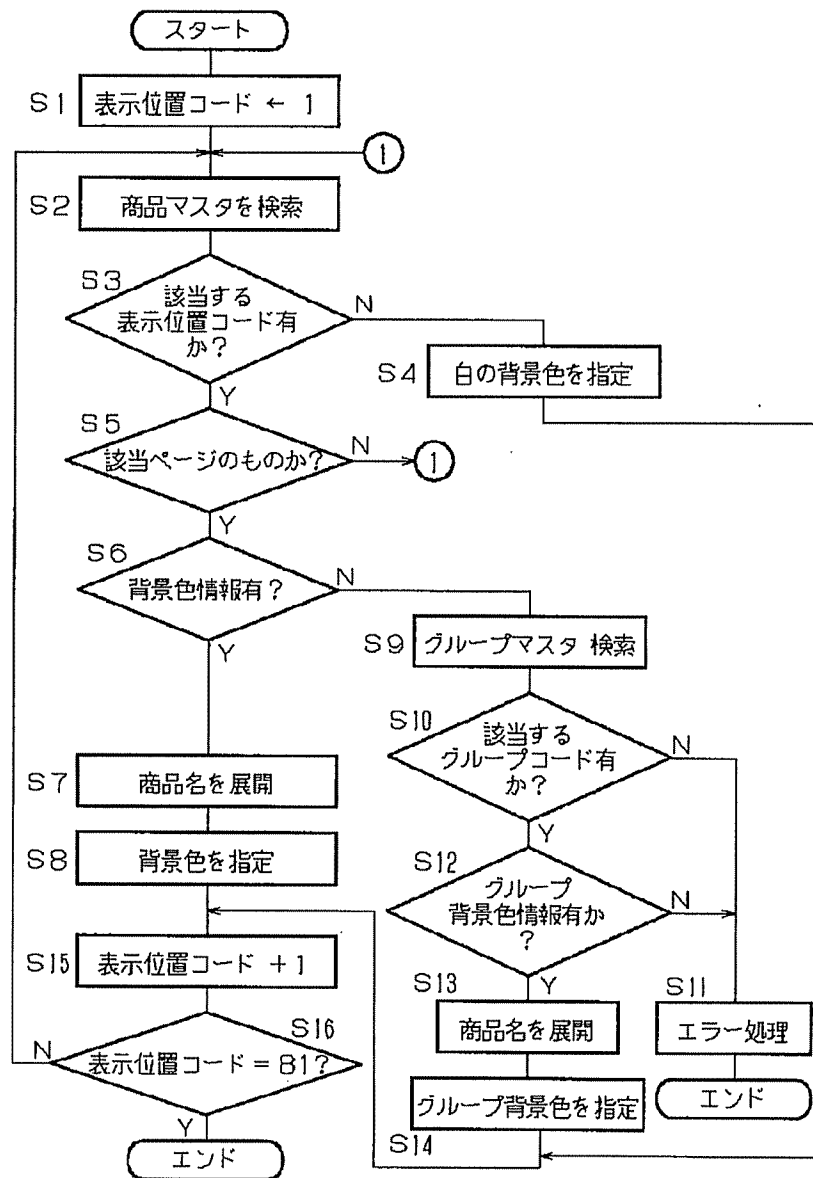 スタート
S1 表示位置コード ← 1
1
S2 商品マスタを検索
S3
該当する
表示位置コード有
か?
N
Y
S4 白の背景色を指定
S5
該当ページのものか?
N
1
Y
S6
背景色情報有?
N
Y
S9 グループマスタ 検索
S10
該当する
グループコード有
か?
N
Y
S7 商品名を展開
S8 背景色を指定
S12
グループ
背景色情報有か
?
N
Y
S13
商品名を展開
グループ背景色を指定
S14
S11
エラー処理
エンド
S15 表示位置コード +1
S16
表示位置コード = 81?
N
Y
エンド